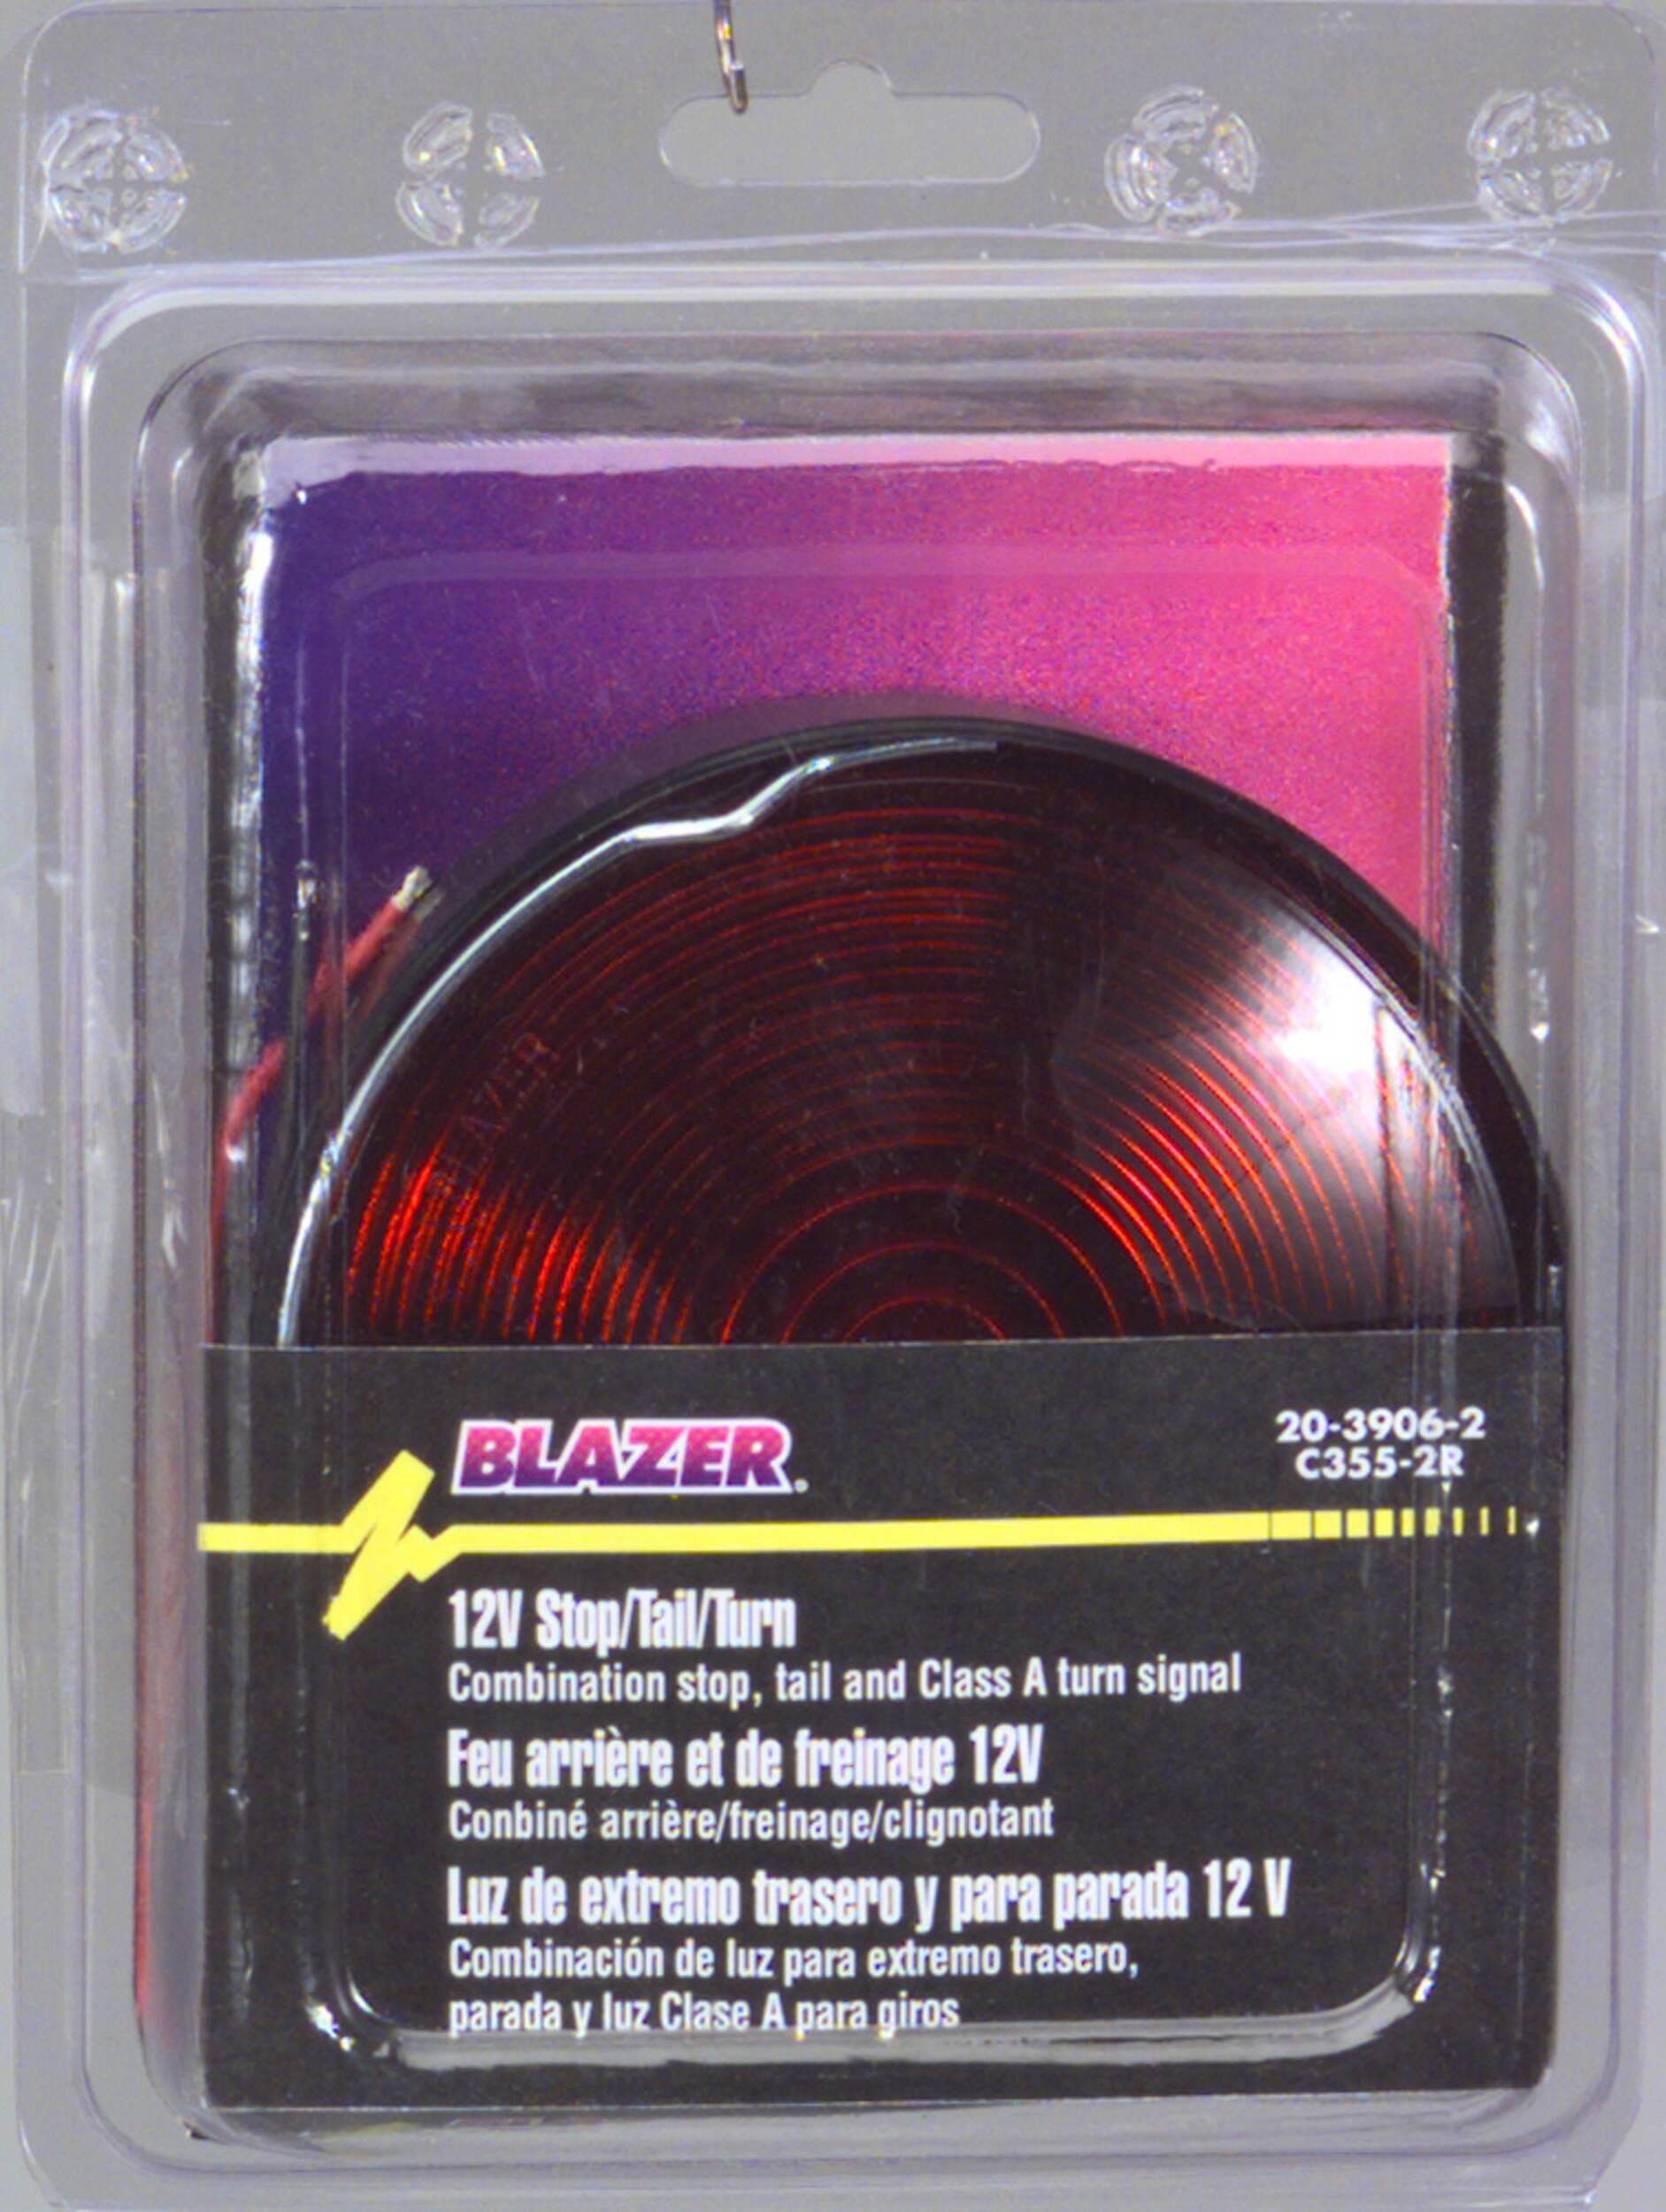 BLAZER
BLAZER
20-3906-2
C355-2R
12V Stop/Tail/Turn
Combination stop, tail and Class A turn signal
Feu arrière et de freinage 12V
Conbiné arrière/freinage/clignotant
Luz de extremo trasero y para parada 12 V
Combinación de luz para extremo trasero,
parada y luz Clase A para giros